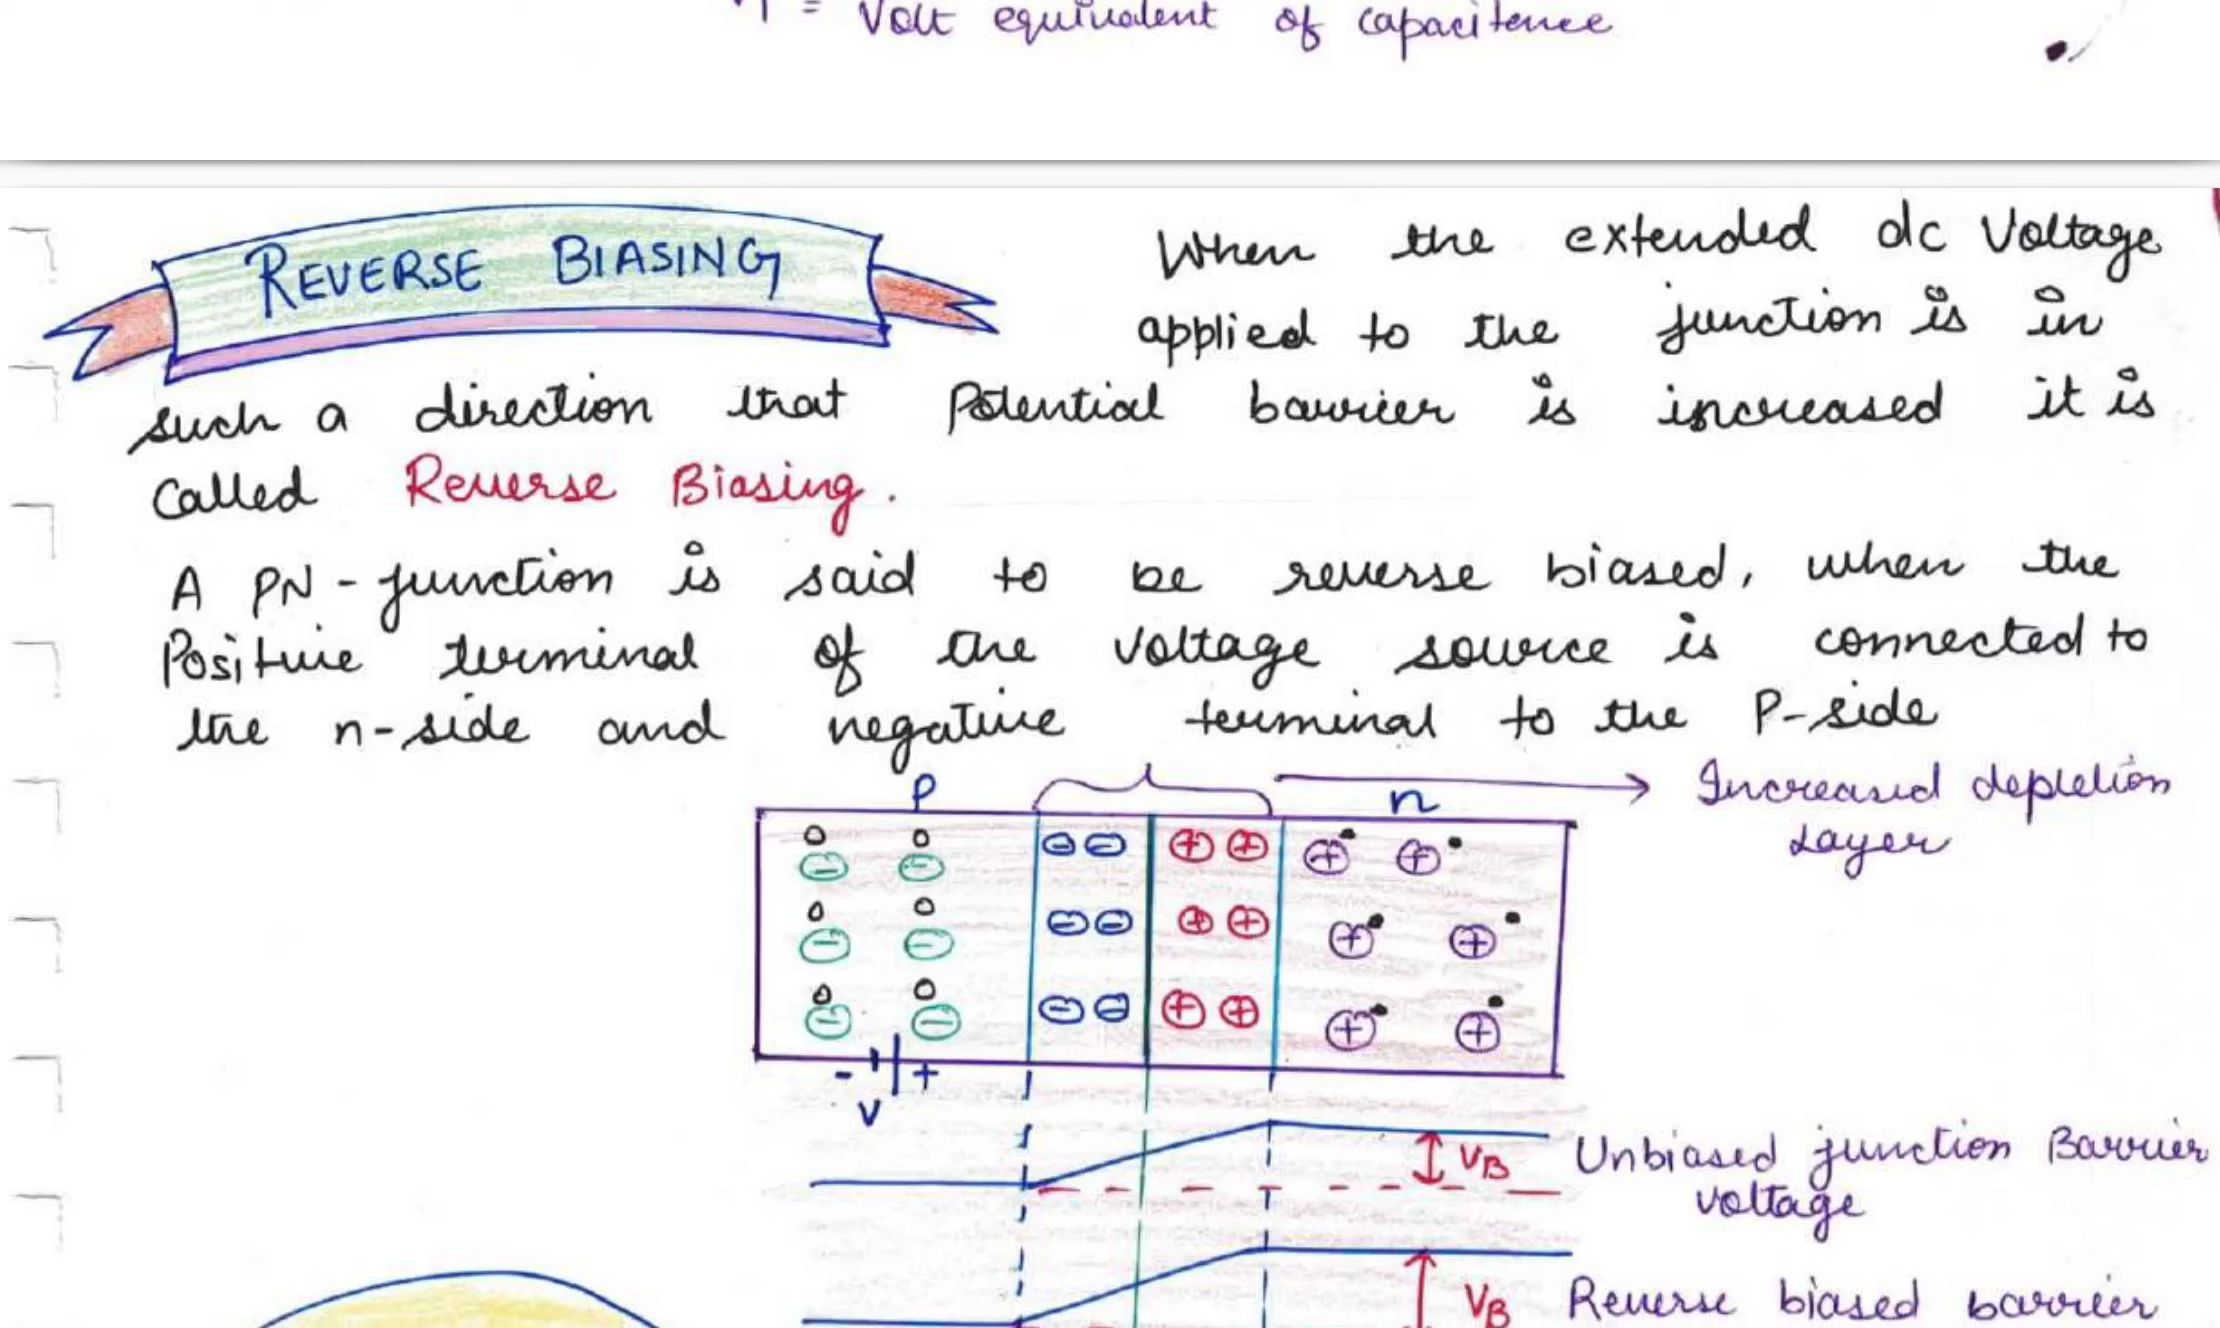 = Volt equivalent of capacitence
REVERSE BIASING
When the extended dc Voltage
applied to the junction is in
such a direction that Potential barrier is increased it is
called Reverse Biasing.
A PN-junction is said to be reverse biased, when the
Positive terminal of the voltage source is connected to
the n-side and negative terminal to the P-side
P
n
Increased depletion
Layer
- +
V
VB
Unbiased junction Barrier
voltage
VB
Reverse biased barrier